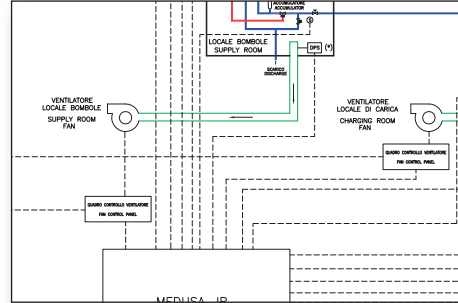 ACCUMULATORE
ACCUMULATOR
LOCALE BOMBOLE
SUPPLY ROOM
DPS
(*)
SCARICO
DISCHARGE
VENTILATORE
LOCALE BOMBOLE
SUPPLY ROOM
FAN
VENTILATORE
LOCALE DI CARICA
CHARGING ROOM
FAN
QUADRO CONTROLLO VENTILATORE
FAN CONTROL PANEL
QUADRO CONTROLLO VENTILATORE
FAN CONTROL PANEL
MEDUSA JR